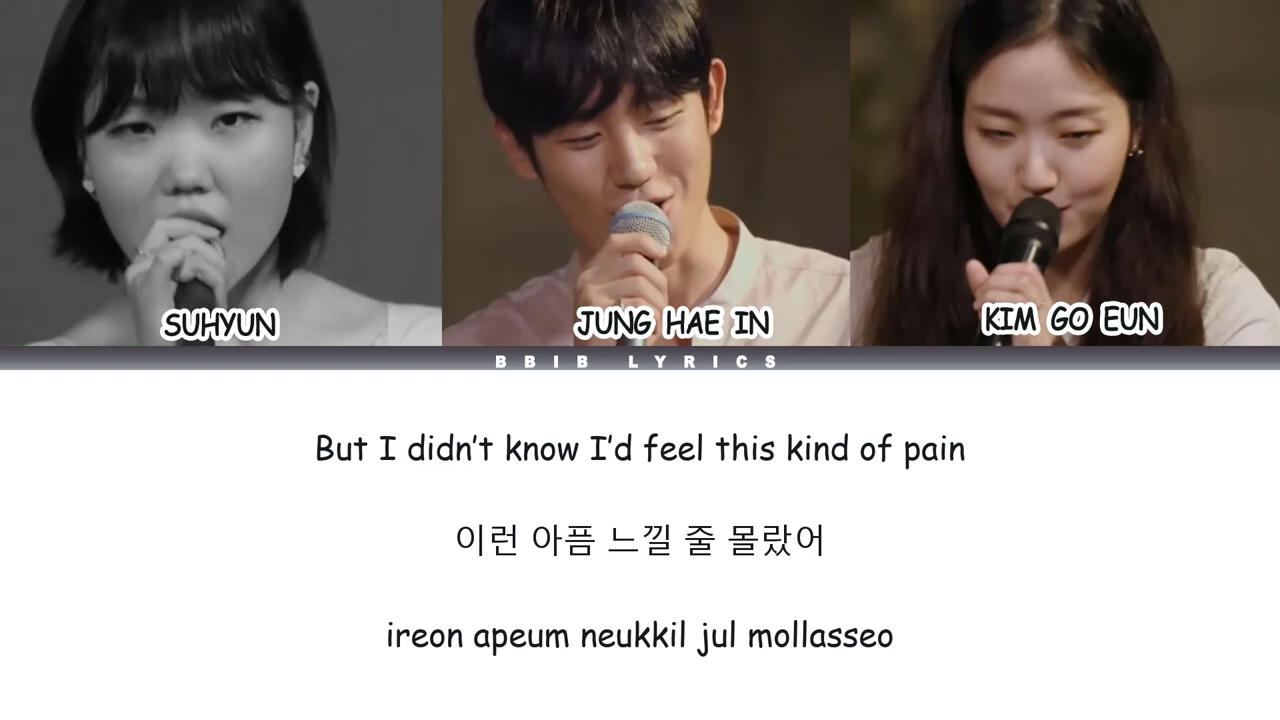 SUHYUN
JUNG HAE IN
KIM GO EUN
BBIB LYRICS
But I didn’t know I’d feel this kind of pain
이런 아픔 느낄 줄 몰랐어
ireon apeum neukkil jul mollasseo